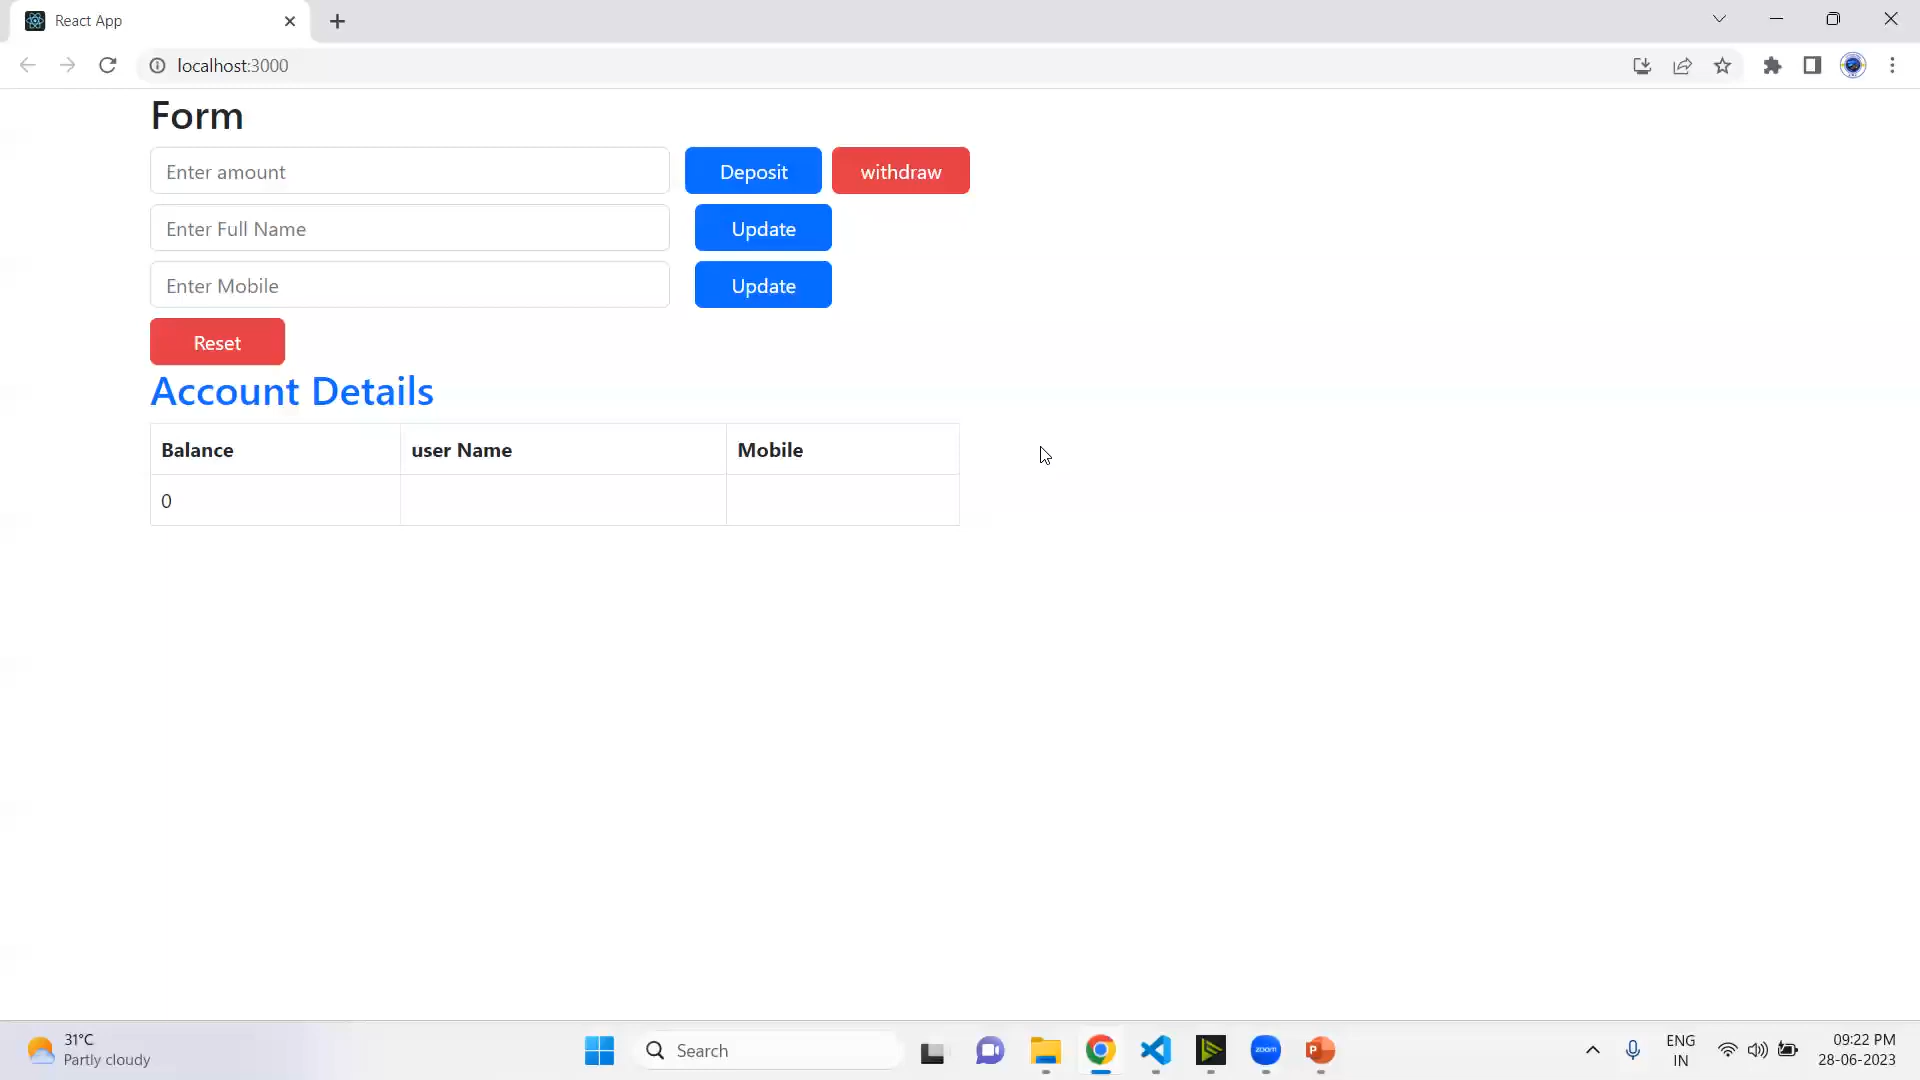 React App
localhost:3000
Form
Enter amount
Deposit
withdraw
Enter Full Name
Update
Enter Mobile
Update
Reset
Account Details
Balance user Name Mobile
0
31°C
Partly cloudy
Search
zoom
ENG
IN
09:22 PM
28-06-2023